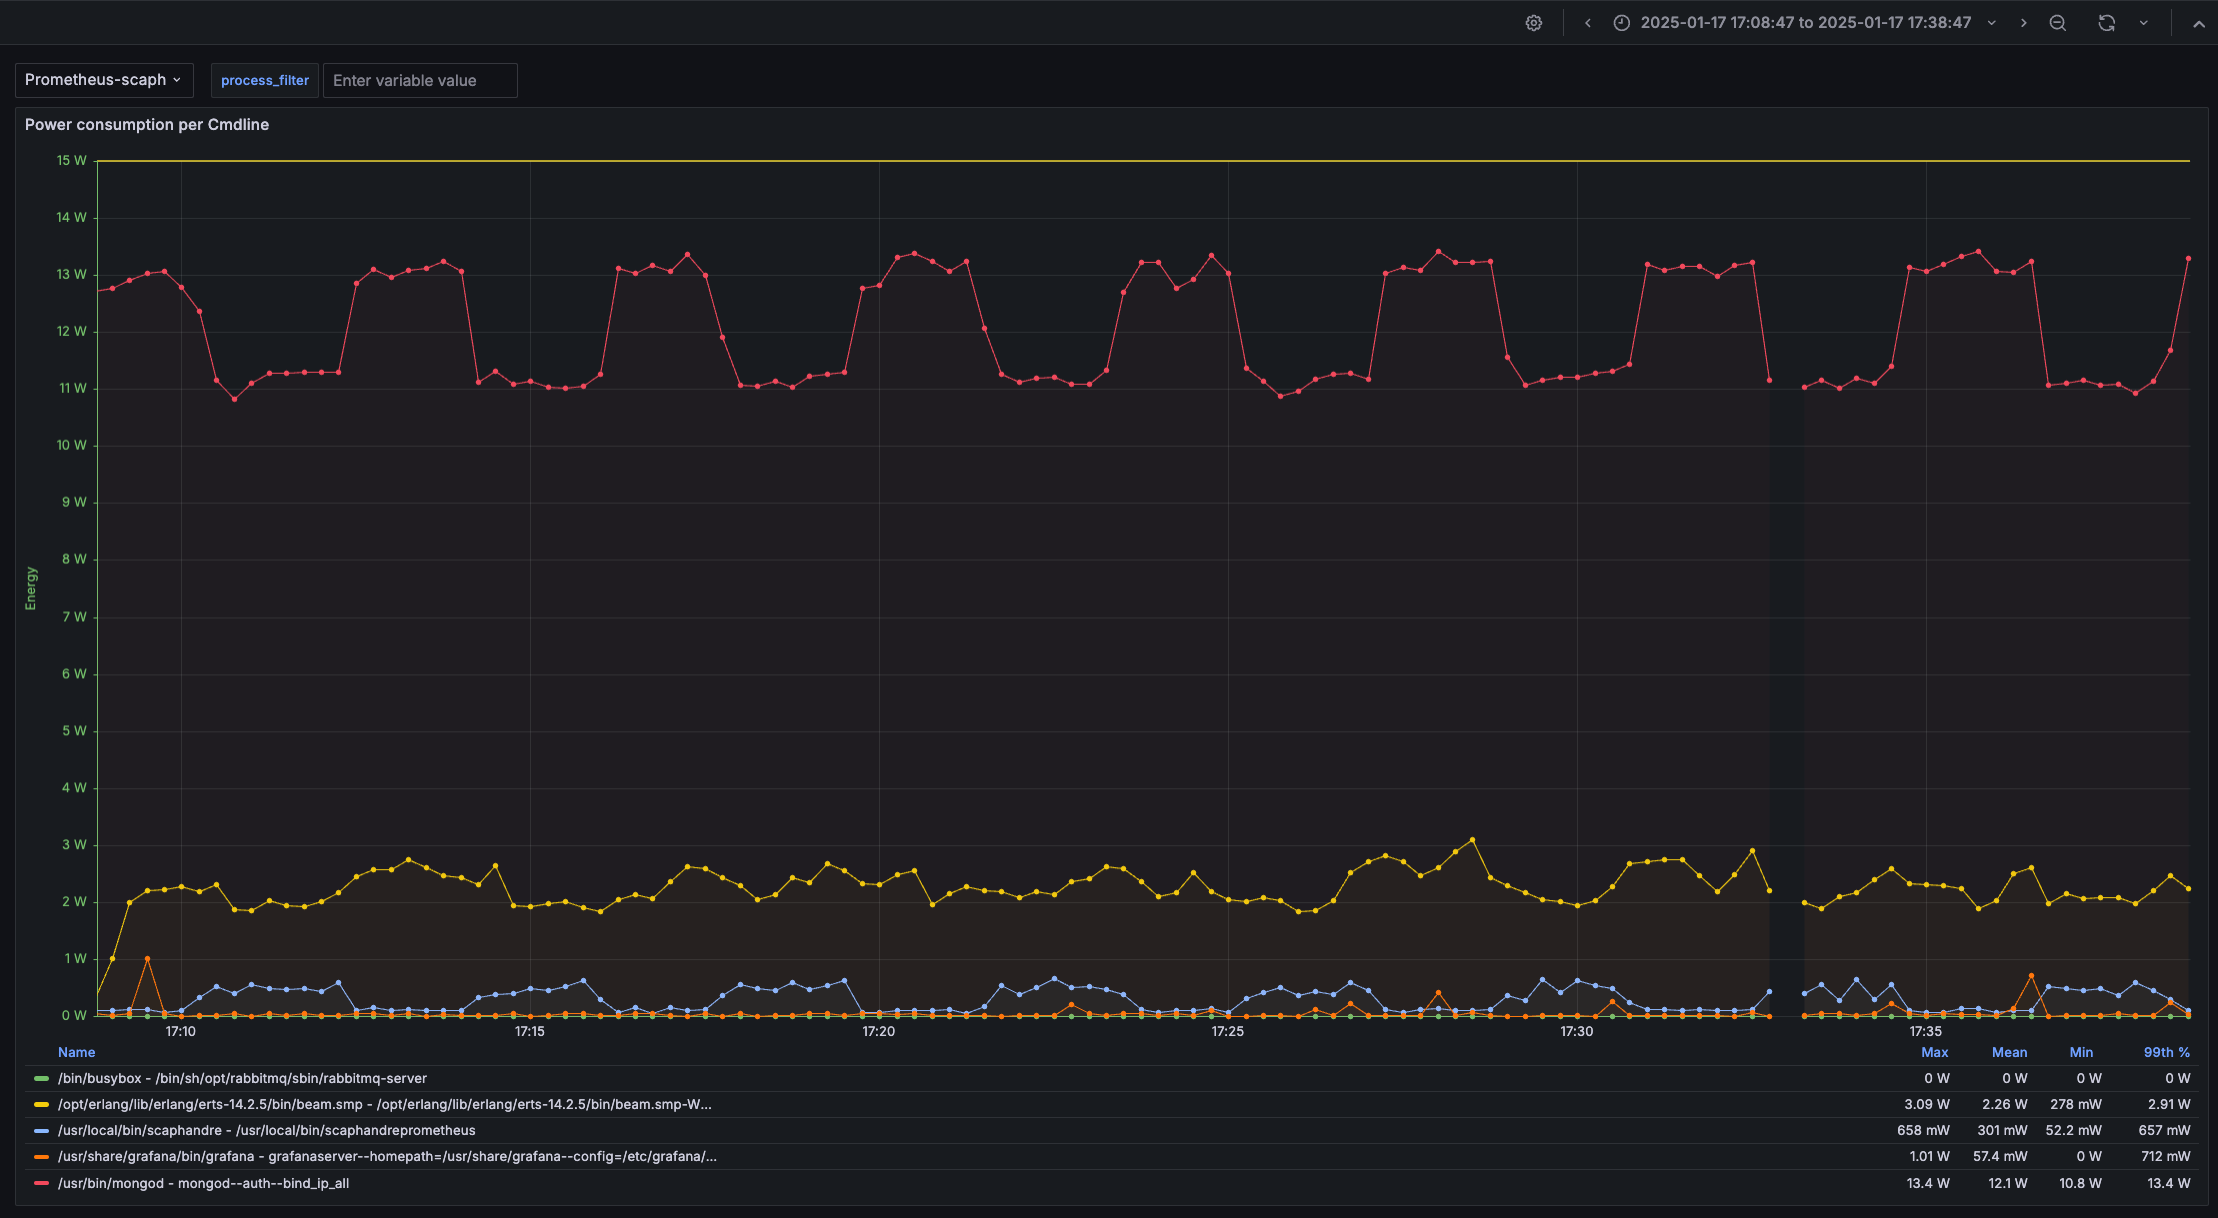 2025-01-17 17:08:47 to 2025-01-17 17:38:47
Prometheus-scaph process_filter Enter variable value
Power consumption per Cmdline
15 W
14 W
13 W
12 W
11 W
10 W
9 W
8 W
7 W
6 W
5 W
4 W
3 W
2 W
1 W
0 W
Energy
17:10 17:15 17:20 17:25 17:30 17:35
Name Max Mean Min 99th %
/bin/busybox - /bin/sh/opt/rabbitmq/sbin/rabbitmq-server 0 W 0 W 0 W 0 W
/opt/erlang/lib/erlang/erts-14.2.5/bin/beam.smp - /opt/erlang/lib/erlang/erts-14.2.5/bin/beam.smp-W... 3.09 W 2.26 W 278 mW 2.91 W
/usr/local/bin/scaphandre - /usr/local/bin/scaphandreprometheus 658 mW 301 mW 52.2 mW 657 mW
/usr/share/grafana/bin/grafana - grafanaserver--homepath=/usr/share/grafana--config=/etc/grafana/... 1.01 W 57.4 mW 0 W 712 mW
/usr/bin/mongod - mongod--auth--bind_ip_all 13.4 W 12.1 W 10.8 W 13.4 W